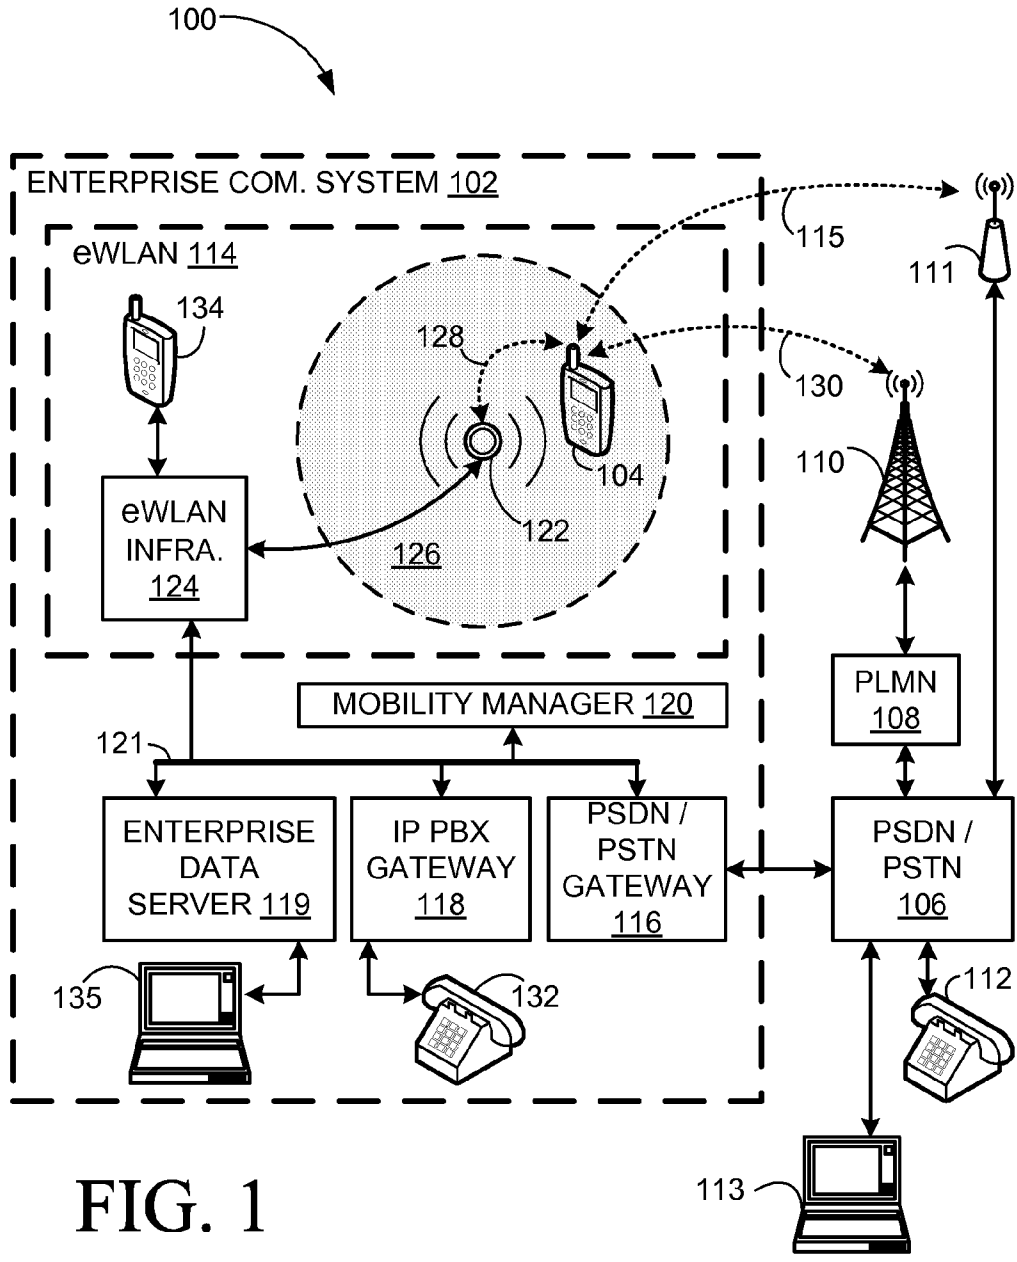 100
ENTERPRISE COM. SYSTEM 102
eWLAN 114
134
128
104
122
126
115
111
130
110
eWLAN
INFRA.
124
MOBILITY MANAGER 120
121
PLMN
108
ENTERPRISE
DATA
SERVER 119
IP PBX
GATEWAY
118
PSDN /
PSTN
GATEWAY
116
PSDN /
PSTN
106
135
132
112
113
FIG. 1